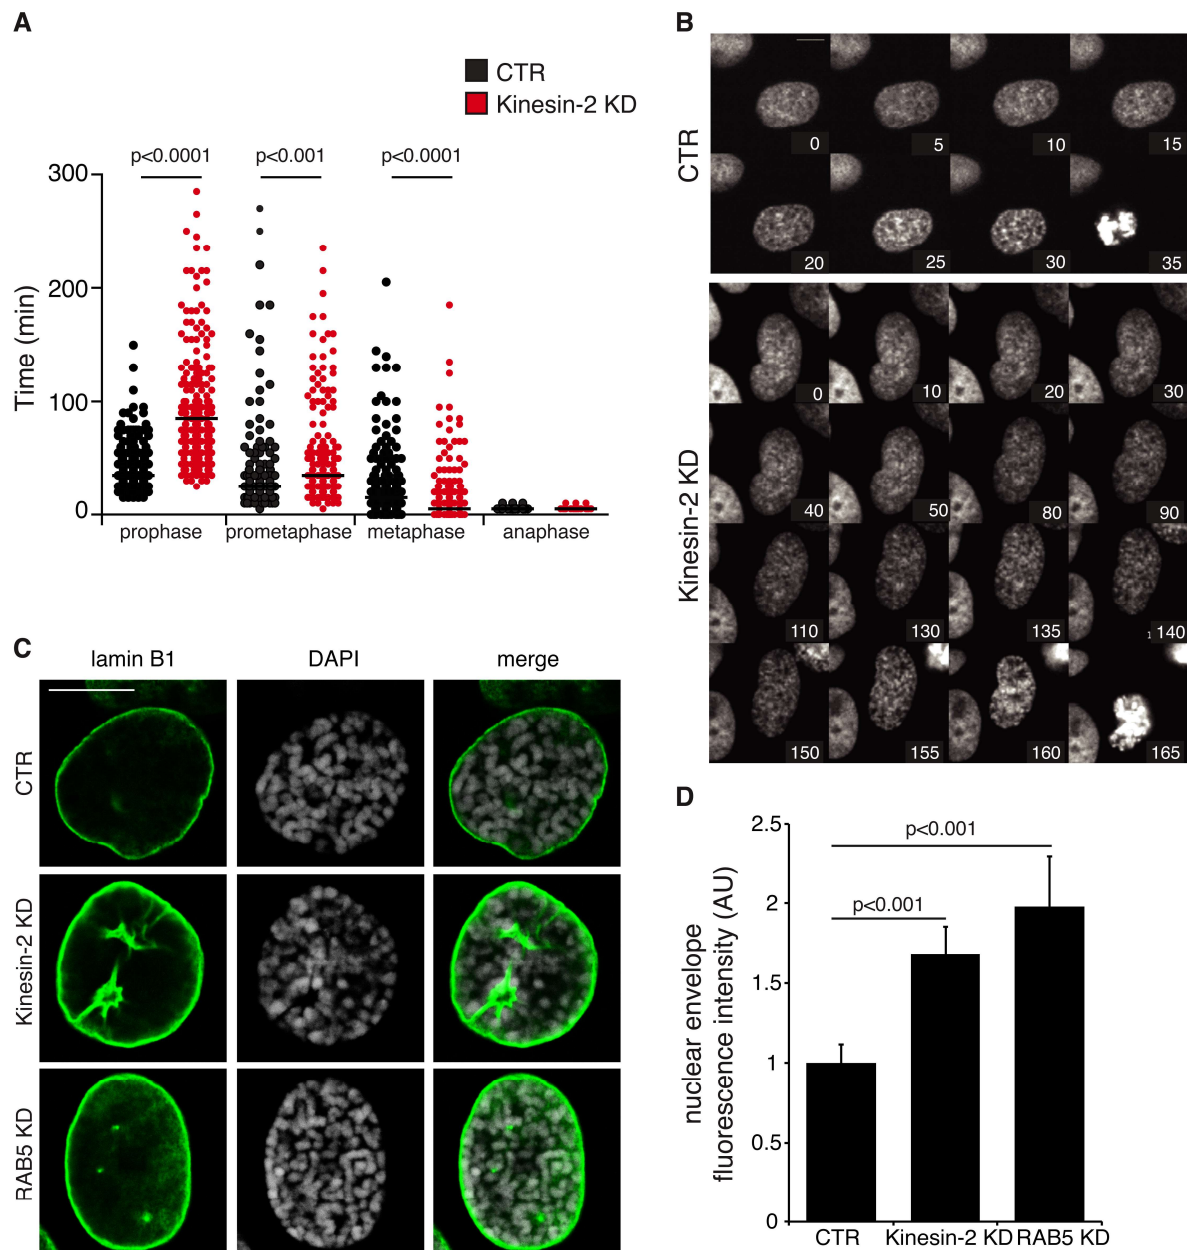 A
CTR
Kinesin-2 KD
p<0.0001
p<0.001
p<0.0001
Time (min)
300
200
100
0
prophase
prometaphase
metaphase
anaphase
B
CTR
0
5
10
15
20
25
30
35
Kinesin-2 KD
0
10
20
30
40
50
80
90
110
130
135
140
150
155
160
165
C
lamin B1
DAPI
merge
CTR
Kinesin-2 KD
RAB5 KD
D
nuclear envelope
fluorescence intensity (AU)
2.5
2
1.5
1
0.5
0
p<0.001
p<0.001
CTR
Kinesin-2 KD
RAB5 KD